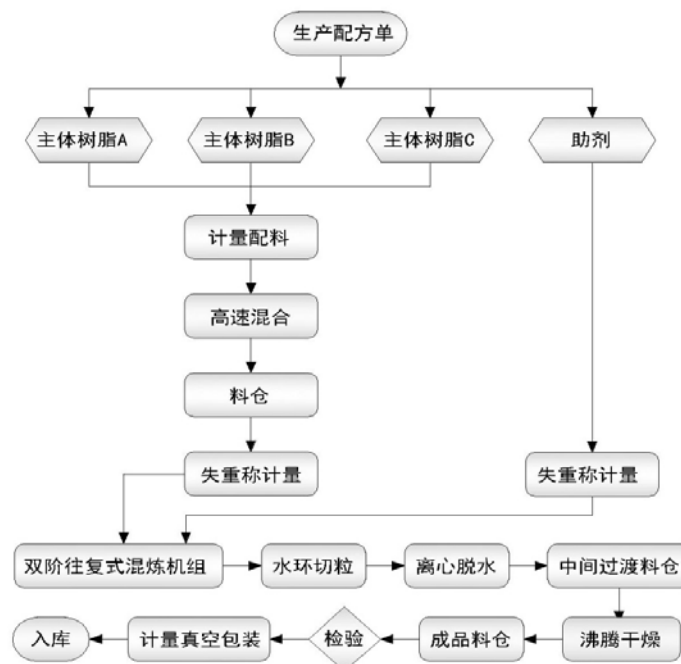 生产配方单
主体树脂A
主体树脂B
主体树脂C
助剂
计量配料
高速混合
料仓
失重称计量
失重称计量
双阶往复式混炼机组
水环切粒
离心脱水
中间过渡料仓
入库
计量真空包装
检验
成品料仓
沸腾干燥